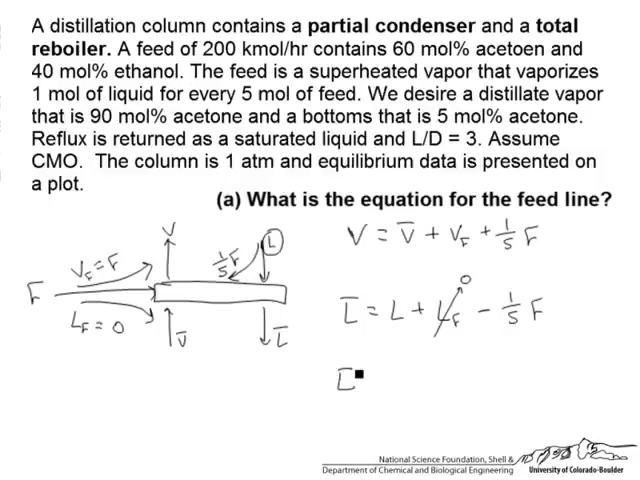 A distillation column contains a partial condenser and a total
reboiler. A feed of 200 kmol/hr contains 60 mol% acetoen and
40 mol% ethanol. The feed is a superheated vapor that vaporizes
1 mol of liquid for every 5 mol of feed. We desire a distillate vapor
that is 90 mol% acetone and a bottoms that is 5 mol% acetone.
Reflux is returned as a saturated liquid and L/D = 3. Assume
CMO. The column is 1 atm and equilibrium data is presented on
a plot.
(a) What is the equation for the feed line?
V
L
V = V̅ + V_F + 1/5 F
V_F = F
1/5 F
F
L̅ = L + L_F - 1/5 F
0
L_F = 0
V̅
L̅
L̅
National Science Foundation, Shell &
Department of Chemical and Biological Engineering
University of Colorado-Boulder